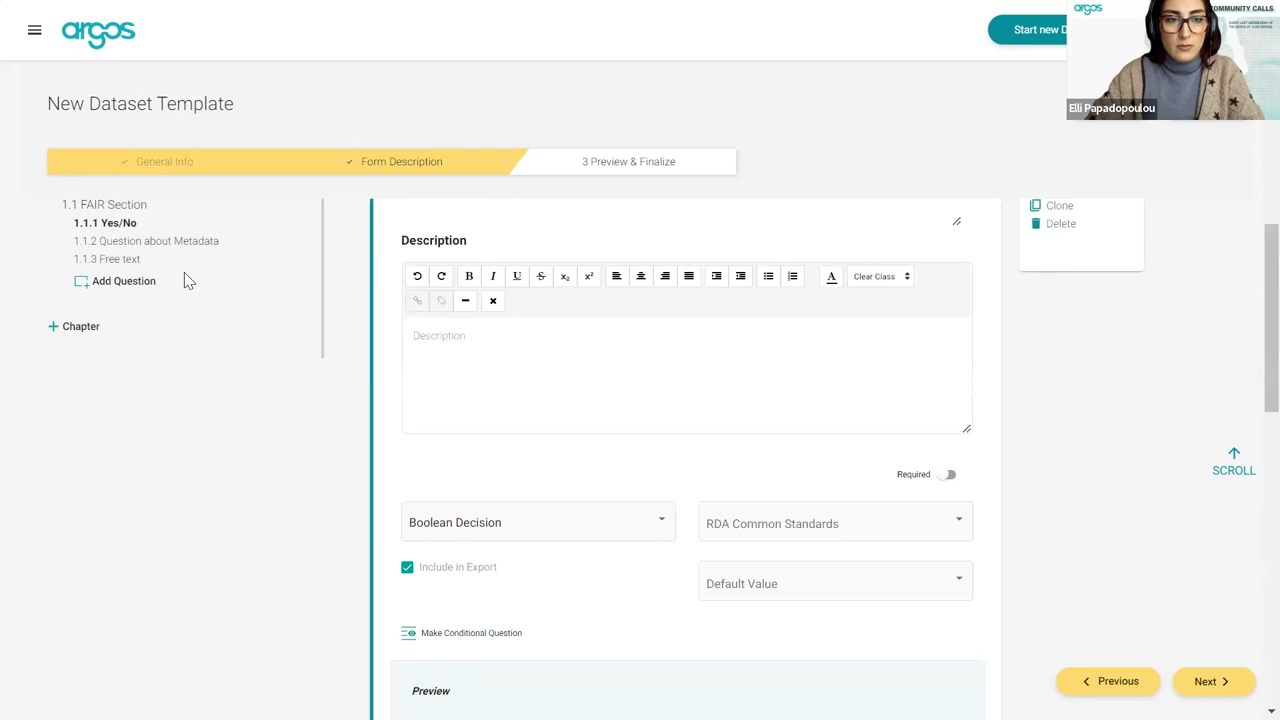 argos
Start new D
argos
COMMUNITY CALLS
Elli Papadopoulou
New Dataset Template
General Info
Form Description
3 Preview & Finalize
1.1 FAIR Section
1.1.1 Yes/No
1.1.2 Question about Metadata
1.1.3 Free text
Add Question
Chapter
Clone
Delete
Description
B I U S x₂ x² A Clear Class
Description
Required
Boolean Decision
RDA Common Standards
Include in Export
Default Value
Make Conditional Question
Preview
SCROLL
Previous
Next